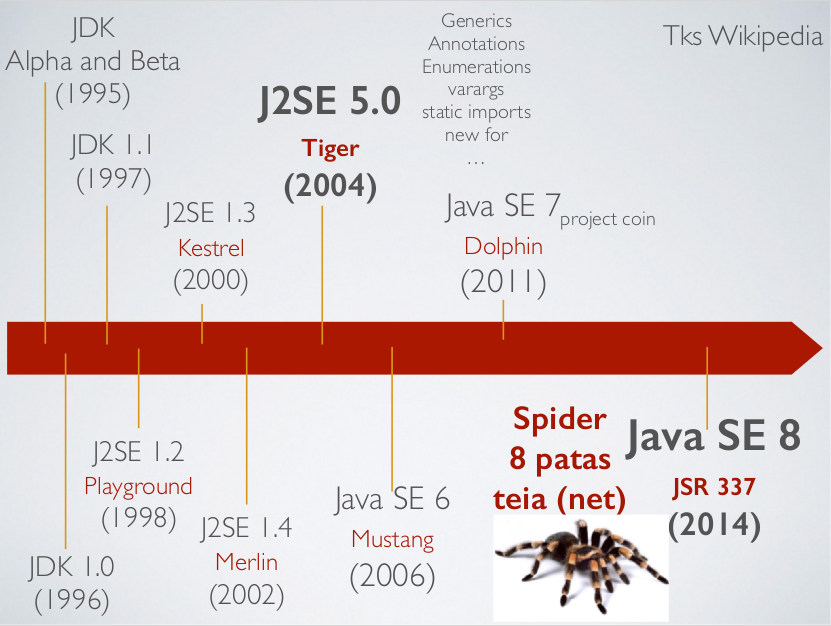 JDK
Alpha and Beta
(1995)
JDK 1.1
(1997)
J2SE 1.3
Kestrel
(2000)
J2SE 5.0
Tiger
(2004)
Generics
Annotations
Enumerations
varargs
static imports
new for
...
Java SE 7 project coin
Dolphin
(2011)
Tks Wikipedia
JDK 1.0
(1996)
J2SE 1.2
Playground
(1998)
J2SE 1.4
Merlin
(2002)
Java SE 6
Mustang
(2006)
Spider
8 patas
teia (net)
Java SE 8
JSR 337
(2014)